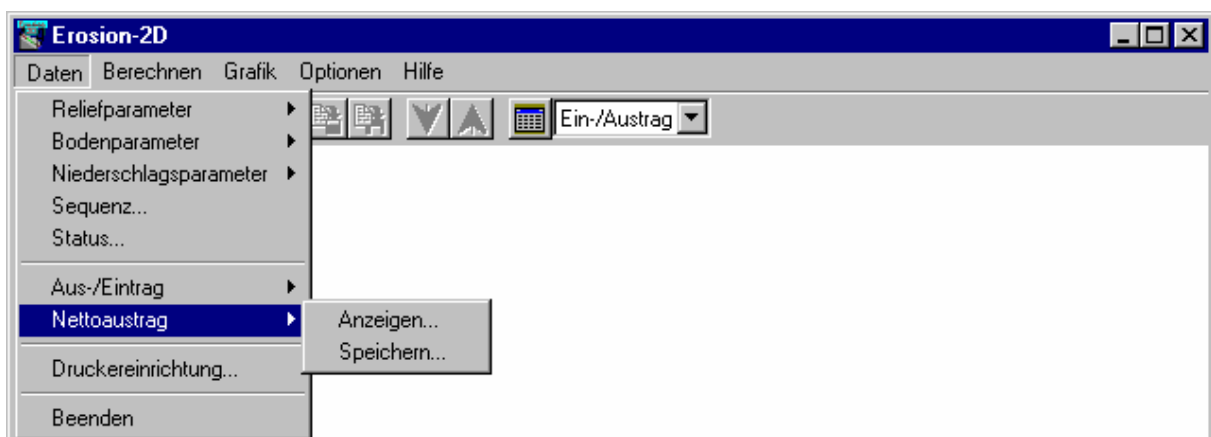 Erosion-2D
Daten Berechnen Grafik Optionen Hilfe
Ein-/Austrag
Reliefparameter
Bodenparameter
Niederschlagsparameter
Sequenz...
Status...
Aus-/Eintrag
Nettoaustrag
Anzeigen...
Speichern...
Druckereinrichtung...
Beenden